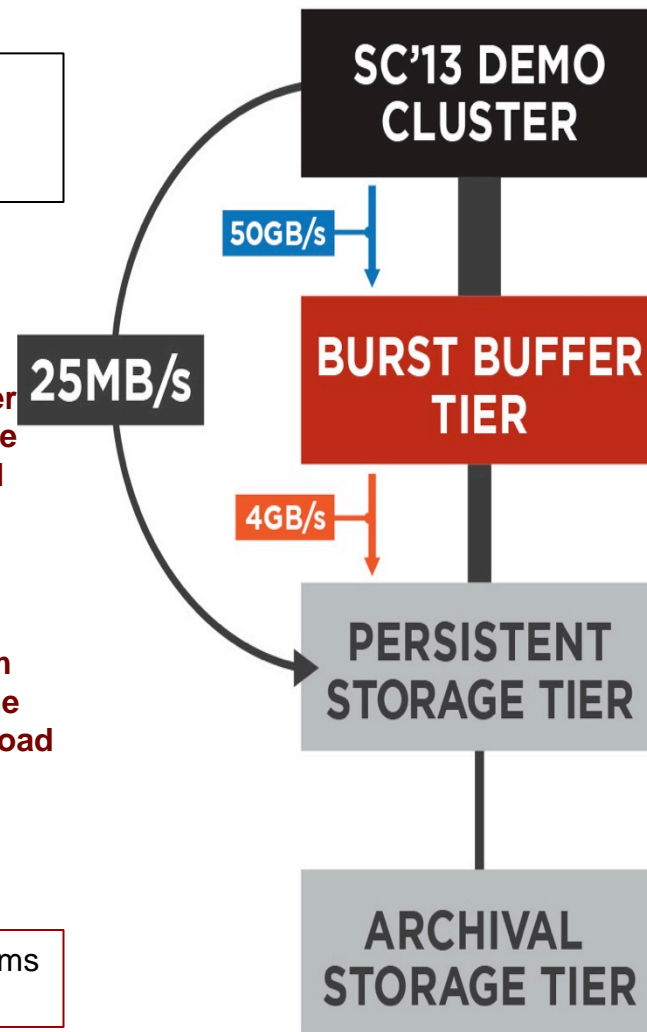 SC'13 DEMO
CLUSTER
50GB/s
25MB/s
BURST BUFFER
TIER
4GB/s
PERSISTENT
STORAGE TIER
ARCHIVAL
STORAGE TIER